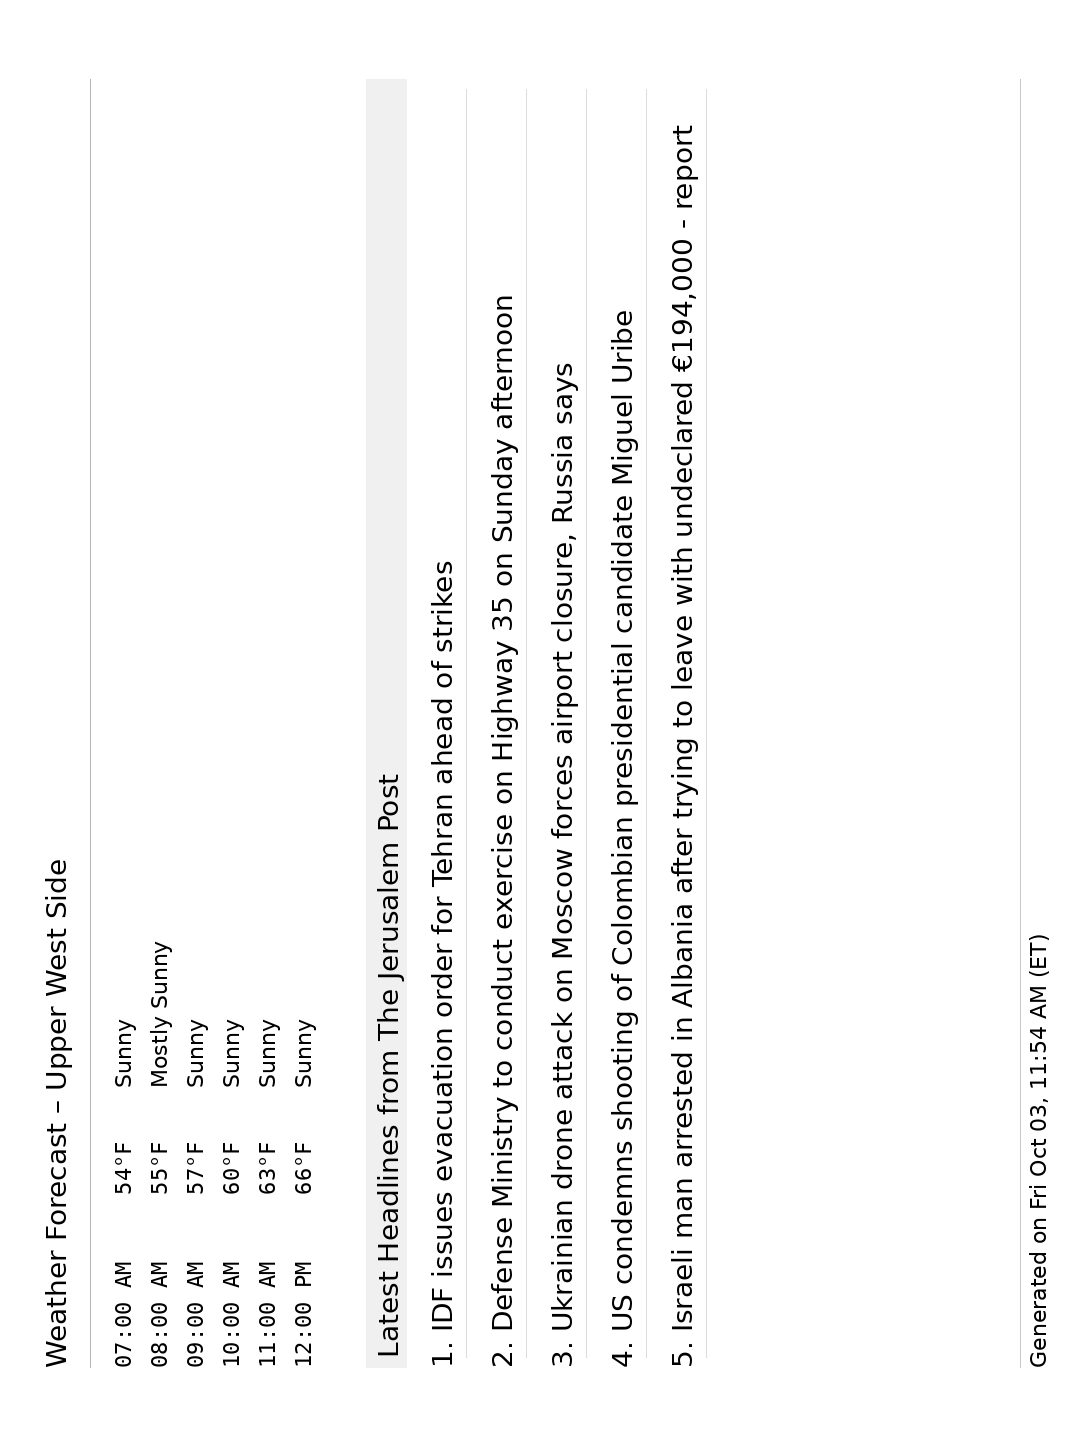 Weather Forecast – Upper West Side
07:00 AM 54°F Sunny
08:00 AM 55°F Mostly Sunny
09:00 AM 57°F Sunny
10:00 AM 60°F Sunny
11:00 AM 63°F Sunny
12:00 PM 66°F Sunny
Latest Headlines from The Jerusalem Post
1. IDF issues evacuation order for Tehran ahead of strikes
2. Defense Ministry to conduct exercise on Highway 35 on Sunday afternoon
3. Ukrainian drone attack on Moscow forces airport closure, Russia says
4. US condemns shooting of Colombian presidential candidate Miguel Uribe
5. Israeli man arrested in Albania after trying to leave with undeclared €194,000 - report
Generated on Fri Oct 03, 11:54 AM (ET)